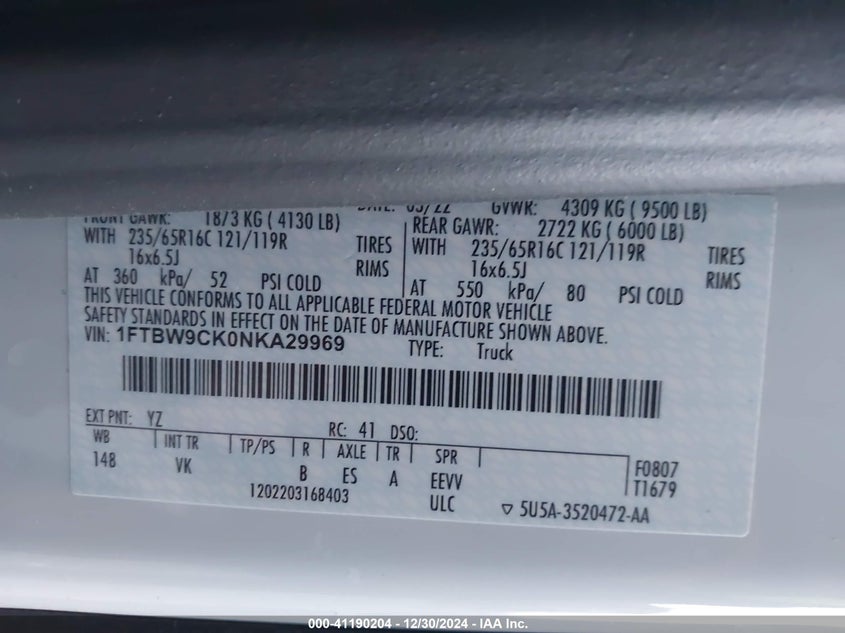 DATE: 03/22 GVWR: 4309 KG ( 9500 LB)
FRONT GAWR: 1873 KG ( 4130 LB) REAR GAWR: 2722 KG ( 6000 LB)
WITH 235/65R16C 121/119R TIRES WITH 235/65R16C 121/119R TIRES
16x6.5J RIMS 16x6.5J RIMS
AT 360 kPa/ 52 PSI COLD AT 550 kPa/ 80 PSI COLD
THIS VEHICLE CONFORMS TO ALL APPLICABLE FEDERAL MOTOR VEHICLE
SAFETY STANDARDS IN EFFECT ON THE DATE OF MANUFACTURE SHOWN ABOVE.
VIN: 1FTBW9CK0NKA29969 TYPE: Truck
EXT PNT: YZ RC: 41 DSO:
WB INT TR TP/PS R AXLE TR SPR
148 VK B ES A EEVV F0807
1202203168403 ULC T1679
▽ 5U5A-3520472-AA
000-41190204 - 12/30/2024 - IAA Inc.